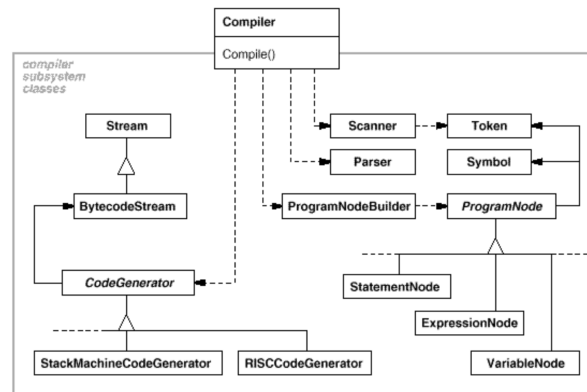 Compiler
Compile()
compiler
subsystem
classes
Stream
Scanner
Token
Parser
Symbol
BytecodeStream
ProgramNodeBuilder
ProgramNode
CodeGenerator
StatementNode
ExpressionNode
StackMachineCodeGenerator
RISCCodeGenerator
VariableNode